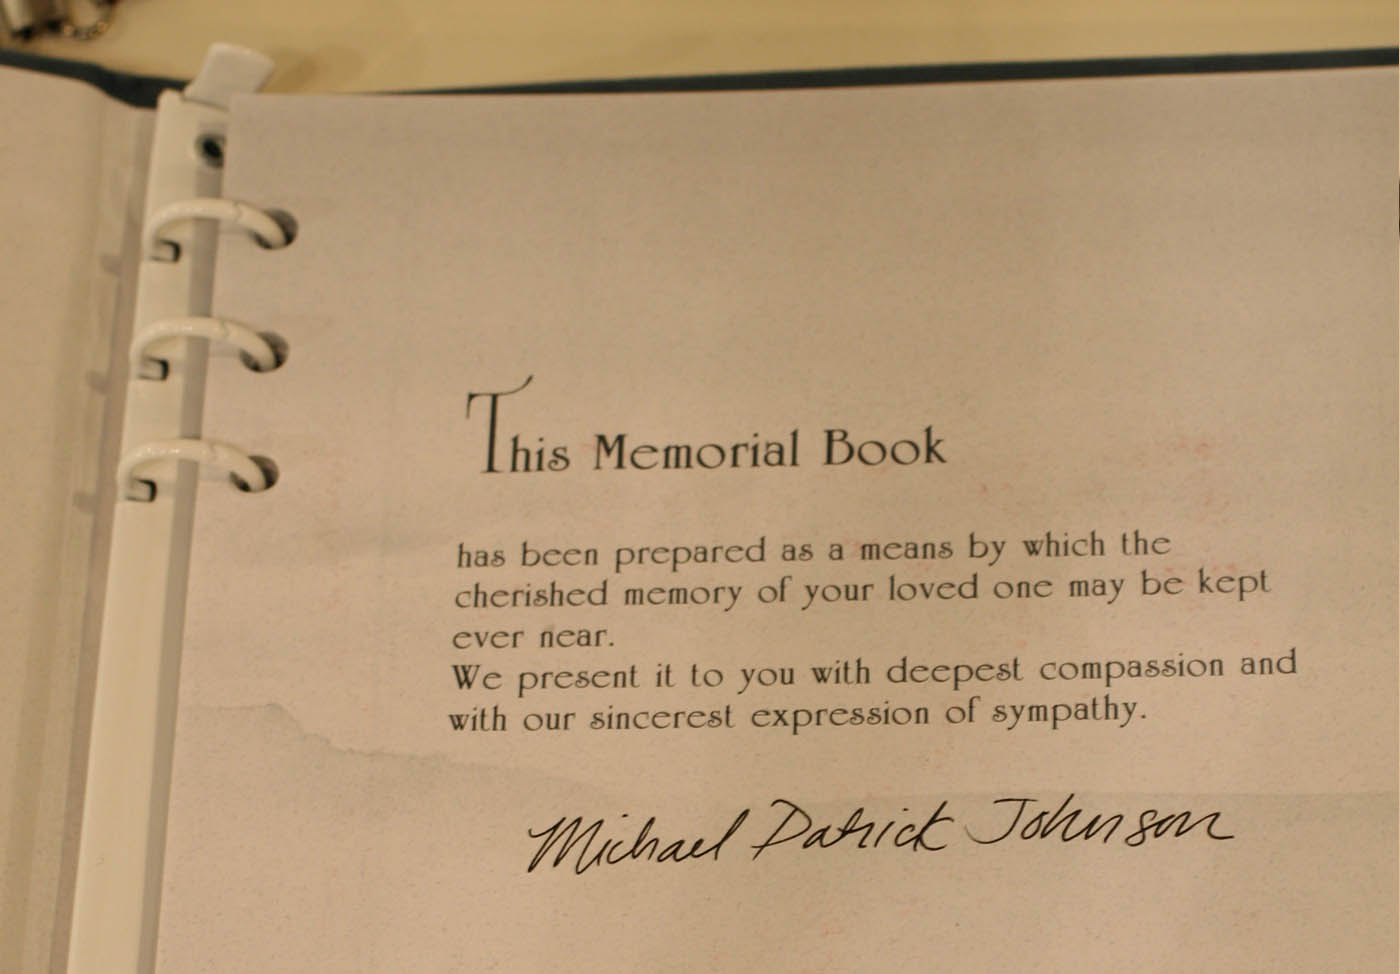 This Memorial Book
has been prepared as a means by which the
cherished memory of your loved one may be kept
ever near.
We present it to you with deepest compassion and
with our sincerest expression of sympathy.
Michael Patrick Johnson